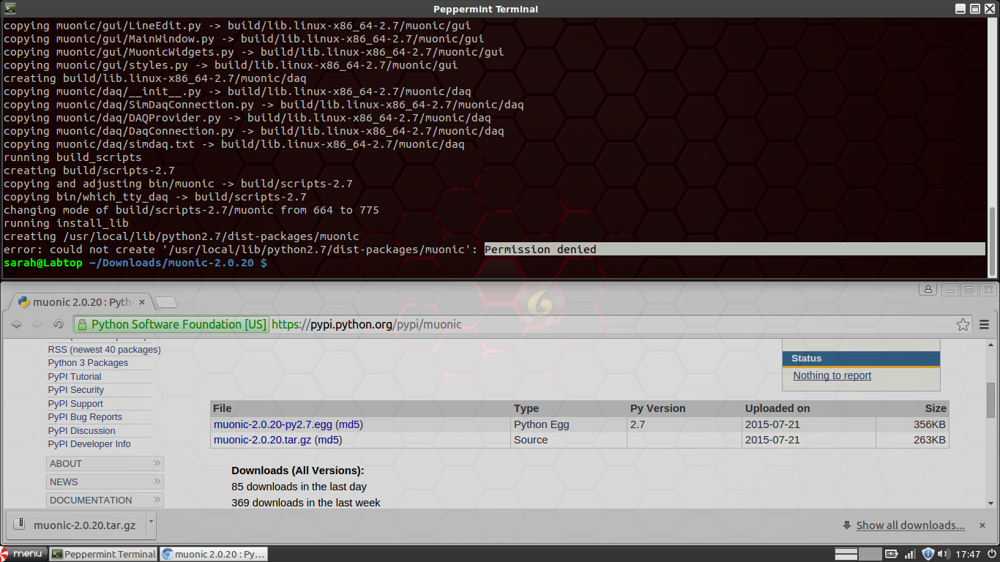 Peppermint Terminal
copying muonic/gui/LineEdit.py -> build/lib.linux-x86_64-2.7/muonic/gui
copying muonic/gui/MainWindow.py -> build/lib.linux-x86_64-2.7/muonic/gui
copying muonic/gui/MuonicWidgets.py -> build/lib.linux-x86_64-2.7/muonic/gui
copying muonic/gui/styles.py -> build/lib.linux-x86_64-2.7/muonic/gui
creating build/lib.linux-x86_64-2.7/muonic/daq
copying muonic/daq/__init__.py -> build/lib.linux-x86_64-2.7/muonic/daq
copying muonic/daq/SimDaqConnection.py -> build/lib.linux-x86_64-2.7/muonic/daq
copying muonic/daq/DAQProvider.py -> build/lib.linux-x86_64-2.7/muonic/daq
copying muonic/daq/DaqConnection.py -> build/lib.linux-x86_64-2.7/muonic/daq
copying muonic/daq/simdaq.txt -> build/lib.linux-x86_64-2.7/muonic/daq
running build_scripts
creating build/scripts-2.7
copying and adjusting bin/muonic -> build/scripts-2.7
copying bin/which_tty_daq -> build/scripts-2.7
changing mode of build/scripts-2.7/muonic from 664 to 775
running install_lib
creating /usr/local/lib/python2.7/dist-packages/muonic
error: could not create '/usr/local/lib/python2.7/dist-packages/muonic': Permission denied
sarah@Labtop ~/Downloads/muonic-2.0.20 $
muonic 2.0.20 : Pyth
Python Software Foundation [US] https://pypi.python.org/pypi/muonic
RSS (newest 40 packages)
Python 3 Packages
PyPI Tutorial
PyPI Security
PyPI Support
PyPI Bug Reports
PyPI Discussion
PyPI Developer Info
ABOUT »
NEWS »
DOCUMENTATION »
Status
Nothing to report
File Type Py Version Uploaded on Size
muonic-2.0.20-py2.7.egg (md5) Python Egg 2.7 2015-07-21 356KB
muonic-2.0.20.tar.gz (md5) Source 2015-07-21 263KB
Downloads (All Versions):
85 downloads in the last day
369 downloads in the last week
muonic-2.0.20.tar.gz
Show all downloads...
menu
Peppermint Terminal
muonic 2.0.20 : Py...
17:47